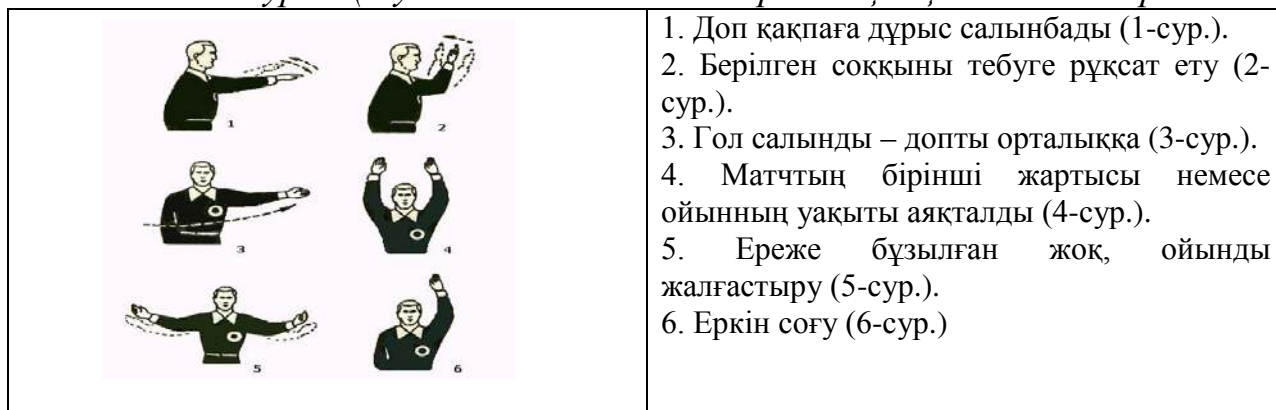 1
2
3
4
5
6
1. Доп қақпаға дұрыс салынбады (1-сур.).
2. Берілген соққыны тебуге рұқсат ету (2-
сур.).
3. Гол салынды – допты орталыққа (3-сур.).
4. Матчтың бірінші жартысы немесе
ойынның уақыты аяқталды (4-сур.).
5. Ереже бұзылған жоқ, ойынды
жалғастыру (5-сур.).
6. Еркін соғу (6-сур.)